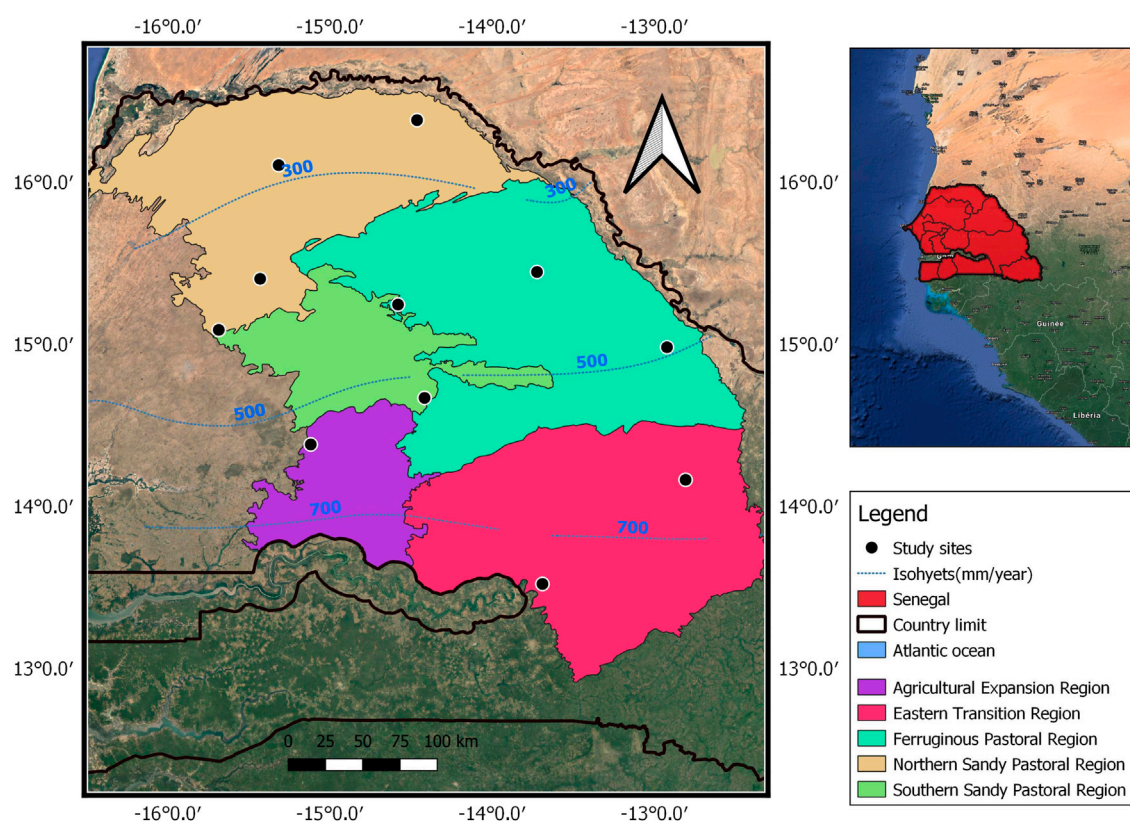 -16°0.0′ -15°0.0′ -14°0.0′ -13°0.0′
16°0.0′ 16°0.0′
15°0.0′ 15°0.0′
14°0.0′ 14°0.0′
13°0.0′ 13°0.0′
300
300
500
500
700
700
0 25 50 75 100 km
-16°0.0′ -15°0.0′ -14°0.0′ -13°0.0′
Guinée
Libéria
Legend
Study sites
Isohyets(mm/year)
Senegal
Country limit
Atlantic ocean
Agricultural Expansion Region
Eastern Transition Region
Ferruginous Pastoral Region
Northern Sandy Pastoral Region
Southern Sandy Pastoral Region